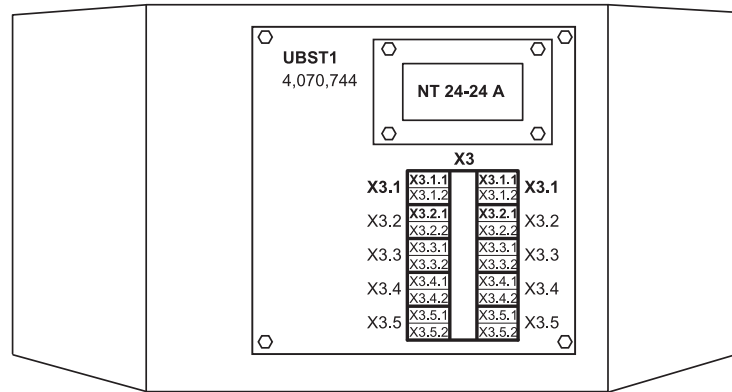 UBST1
4,070,744
NT 24-24 A
X3
X3.1 X3.1.1 X3.1.1 X3.1
X3.1.2 X3.1.2
X3.2 X3.2.1 X3.2.1 X3.2
X3.2.2 X3.2.2
X3.3 X3.3.1 X3.3.1 X3.3
X3.3.2 X3.3.2
X3.4 X3.4.1 X3.4.1 X3.4
X3.4.2 X3.4.2
X3.5 X3.5.1 X3.5.1 X3.5
X3.5.2 X3.5.2